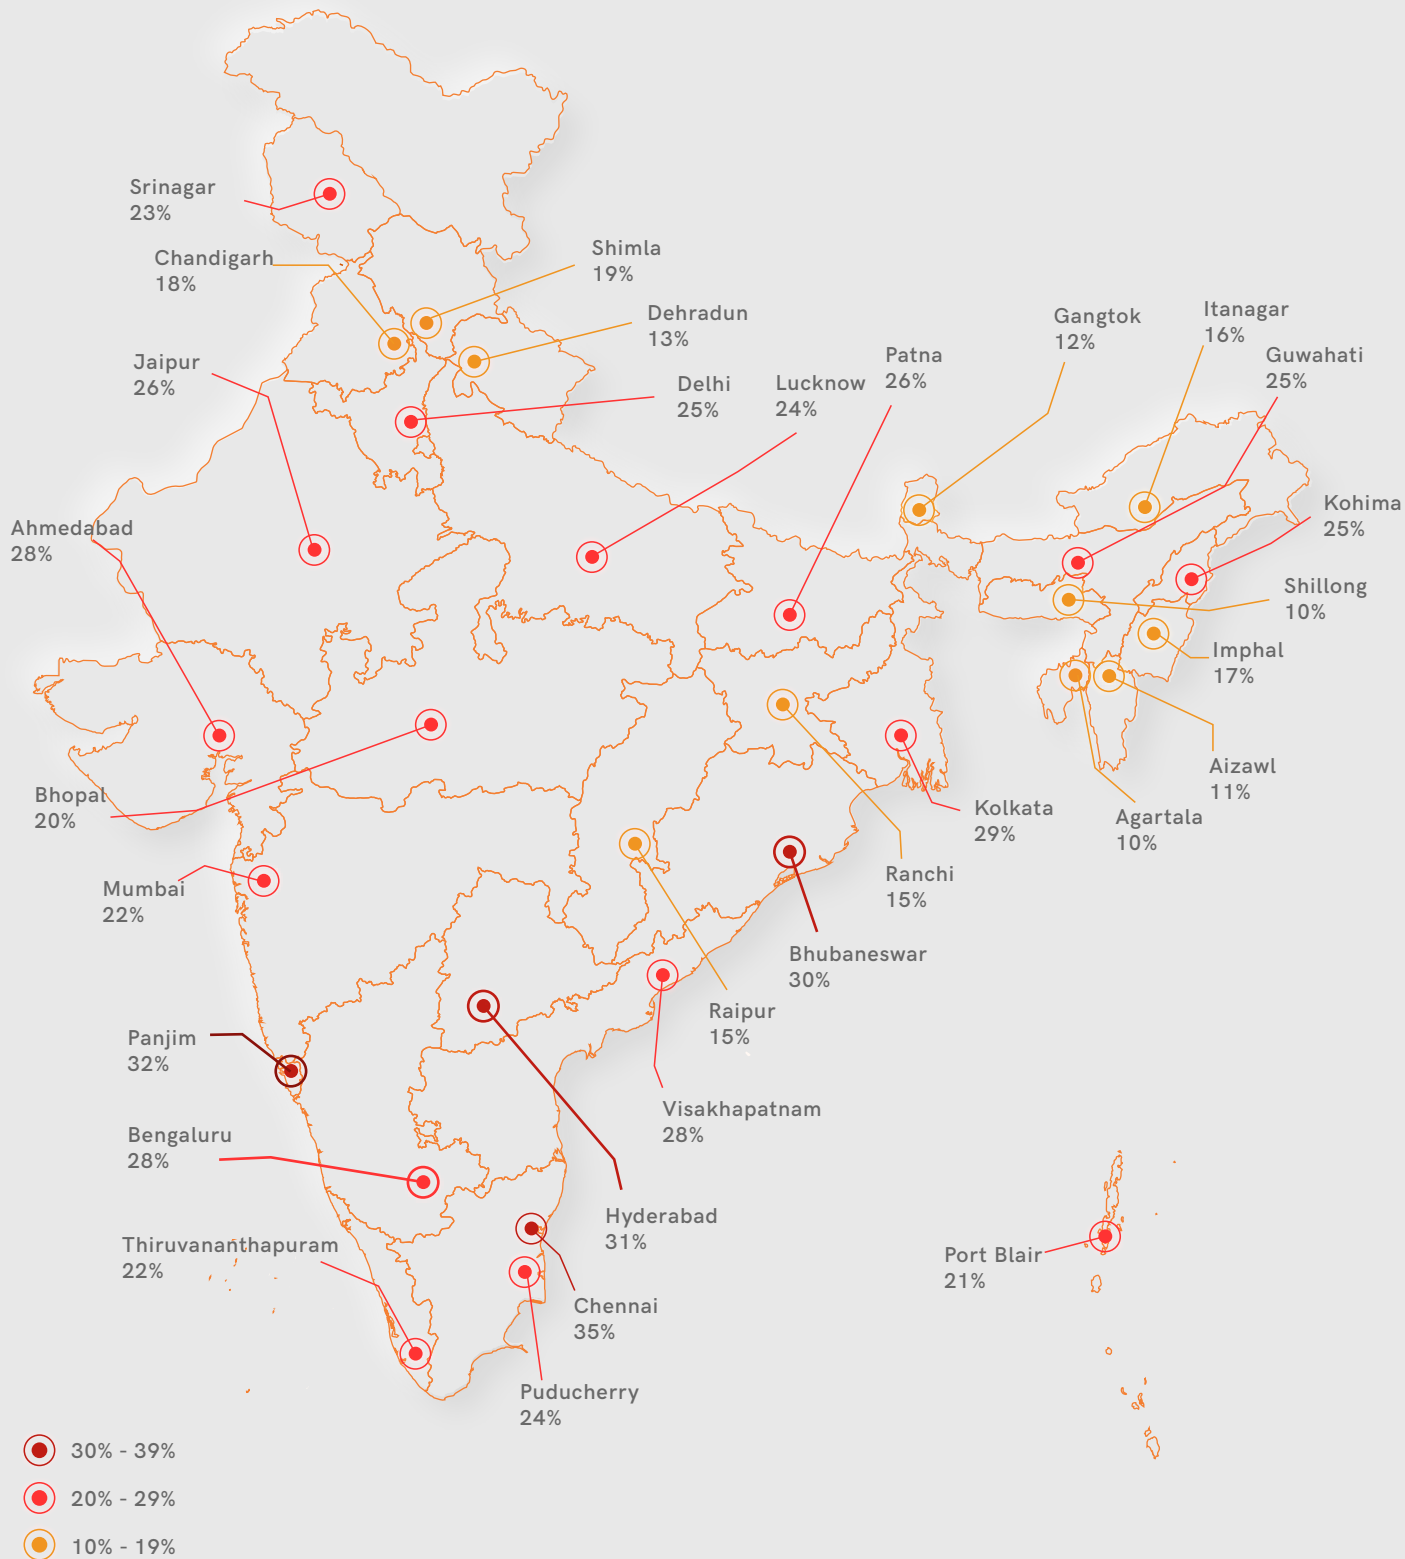 Srinagar
23%
Chandigarh
18%
Shimla
19%
Dehradun
13%
Jaipur
26%
Delhi
25%
Lucknow
24%
Patna
26%
Gangtok
12%
Itanagar
16%
Guwahati
25%
Kohima
25%
Ahmedabad
28%
Shillong
10%
Imphal
17%
Aizawl
11%
Agartala
10%
Bhopal
20%
Kolkata
29%
Mumbai
22%
Ranchi
15%
Bhubaneswar
30%
Raipur
15%
Panjim
32%
Visakhapatnam
28%
Bengaluru
28%
Hyderabad
31%
Thiruvananthapuram
22%
Port Blair
21%
Chennai
35%
Puducherry
24%
30% - 39%
20% - 29%
10% - 19%